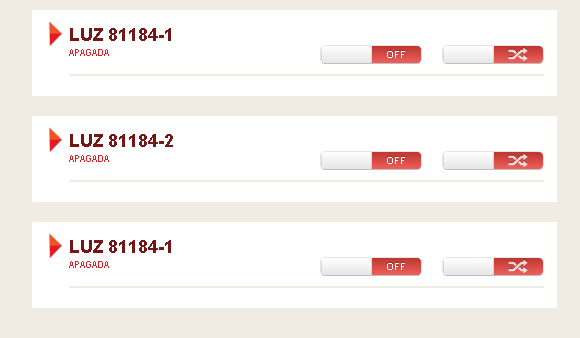 LUZ 81184-1
APAGADA
OFF
LUZ 81184-2
APAGADA
OFF
LUZ 81184-1
APAGADA
OFF